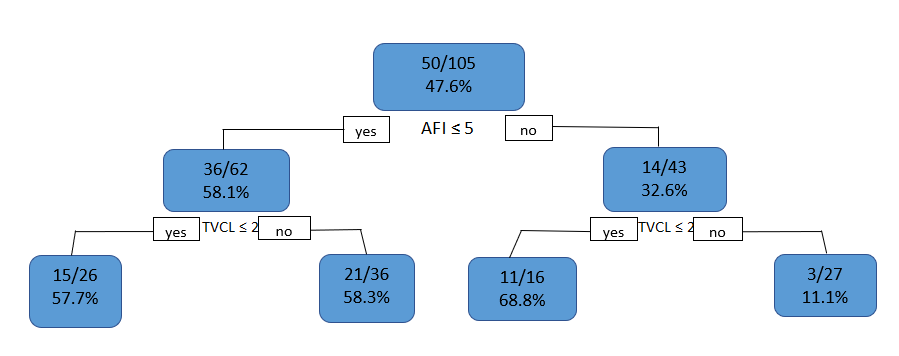 50/105
47.6%
yes
AFI ≤ 5
no
36/62
58.1%
14/43
32.6%
yes
TVCL ≤ 2
no
yes
TVCL ≤ 2
no
15/26
57.7%
21/36
58.3%
11/16
68.8%
3/27
11.1%